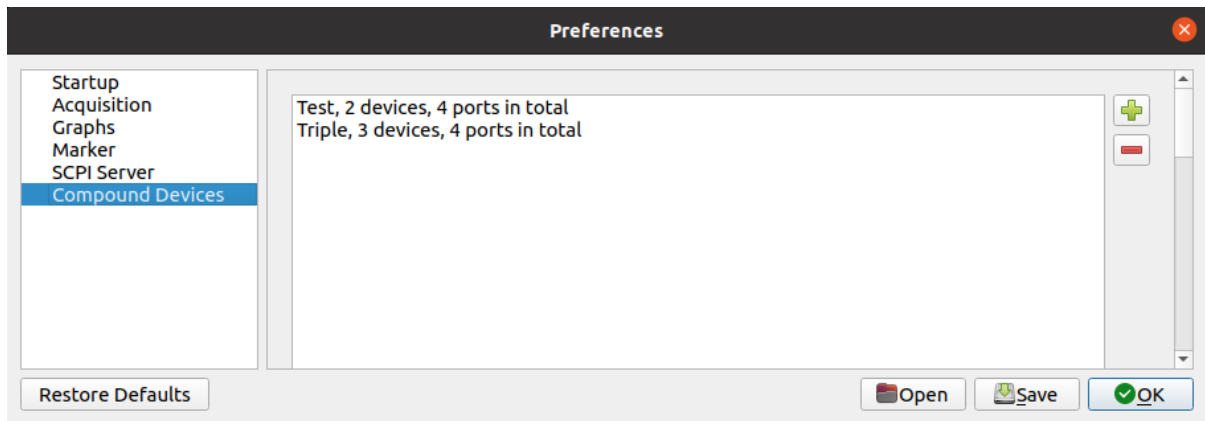 Preferences
Startup
Acquisition
Graphs
Marker
SCPI Server
Compound Devices
Test, 2 devices, 4 ports in total
Triple, 3 devices, 4 ports in total
Restore Defaults
Open
Save
OK